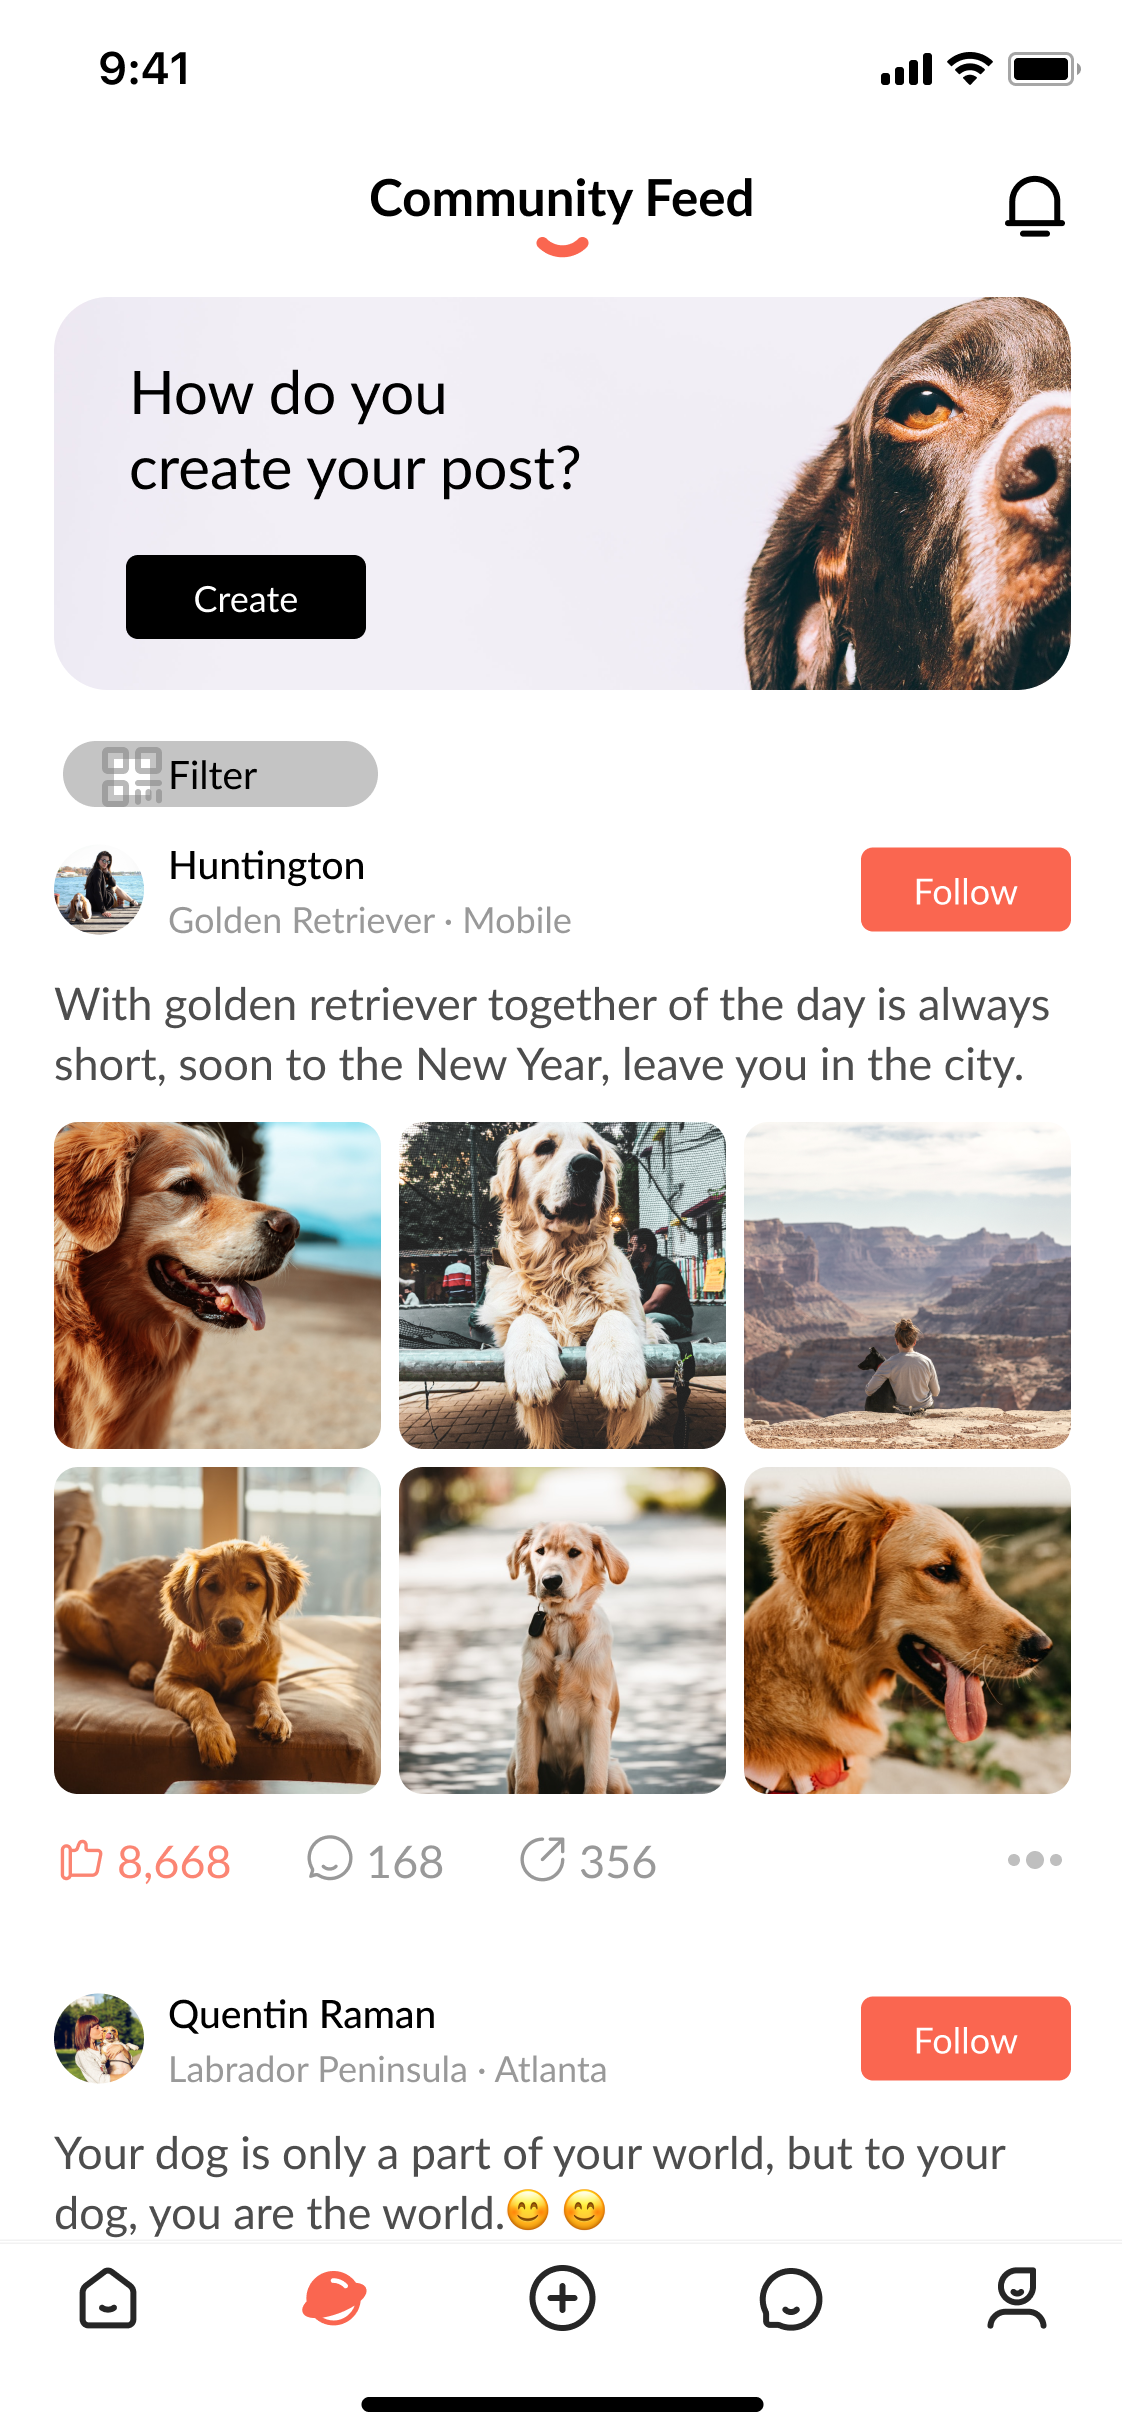 9:41
Community Feed
How do you
create your post?
Create
Filter
Huntington
Golden Retriever · Mobile
Follow
With golden retriever together of the day is always
short, soon to the New Year, leave you in the city.
8,668
168
356
Quentin Raman
Labrador Peninsula · Atlanta
Follow
Your dog is only a part of your world, but to your
dog, you are the world.😊 😊